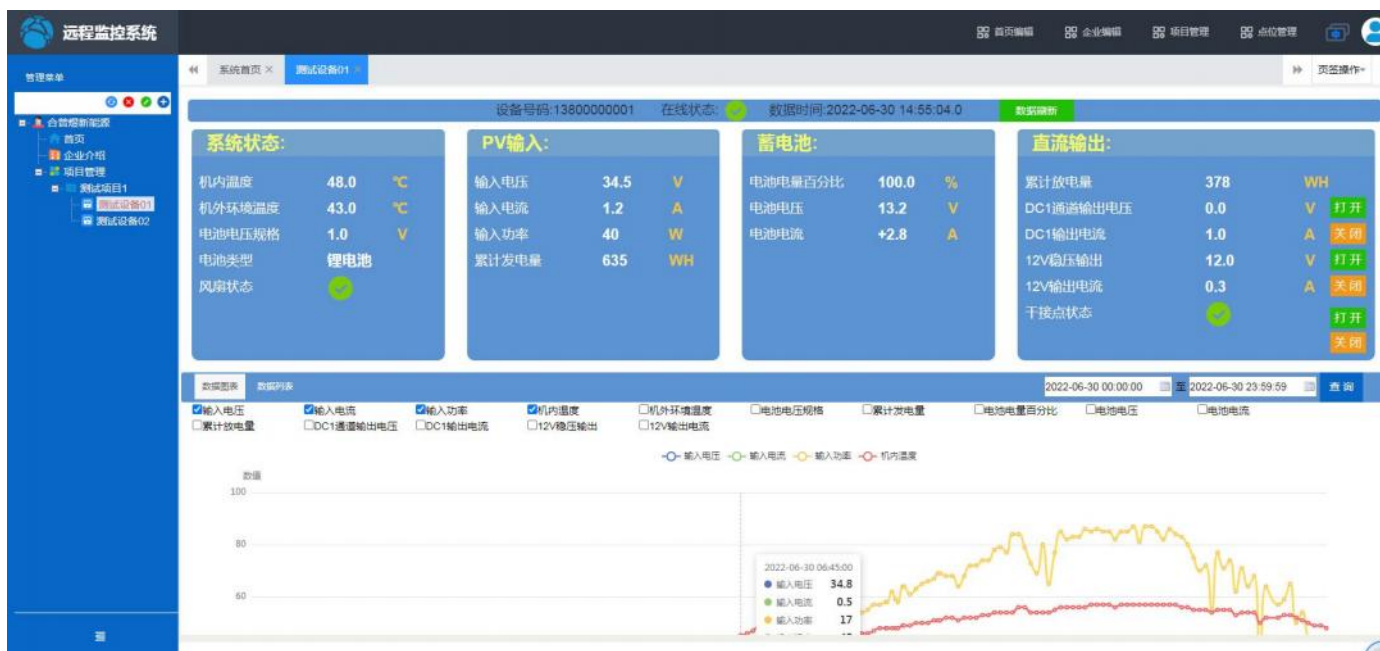 远程监控系统
首页编辑 企业编辑 项目管理 点位管理
管理菜单
系统首页 × 测试设备01 × 页签操作
合普熠新能源
首页
企业介绍
项目管理
测试项目1
测试设备01
测试设备02
设备号码:13800000001 在线状态: 数据时间:2022-06-30 14:55:04.0 数据刷新
系统状态:
机内温度 48.0 ℃
机外环境温度 43.0 ℃
电池电压规格 1.0 V
电池类型 锂电池
风扇状态
PV输入:
输入电压 34.5 V
输入电流 1.2 A
输入功率 40 W
累计发电量 635 WH
蓄电池:
电池电量百分比 100.0 %
电池电压 13.2 V
电池电流 +2.8 A
直流输出:
累计放电量 378 WH
DC1通道输出电压 0.0 V 打开
DC1输出电流 1.0 A 关闭
12V稳压输出 12.0 V 打开
12V输出电流 0.3 A 关闭
干接点状态 打开
关闭
数据图表 数据列表 2022-06-30 00:00:00 至 2022-06-30 23:59:59 查询
输入电压 输入电流 输入功率 机内温度 机外环境温度 电池电压规格 累计发电量 电池电量百分比 电池电压 电池电流
累计放电量 DC1通道输出电压 DC1输出电流 12V稳压输出 12V输出电流
输入电压 输入电流 输入功率 机内温度
数值
100
80
60
2022-06-30 06:45:00
输入电压 34.8
输入电流 0.5
输入功率 17